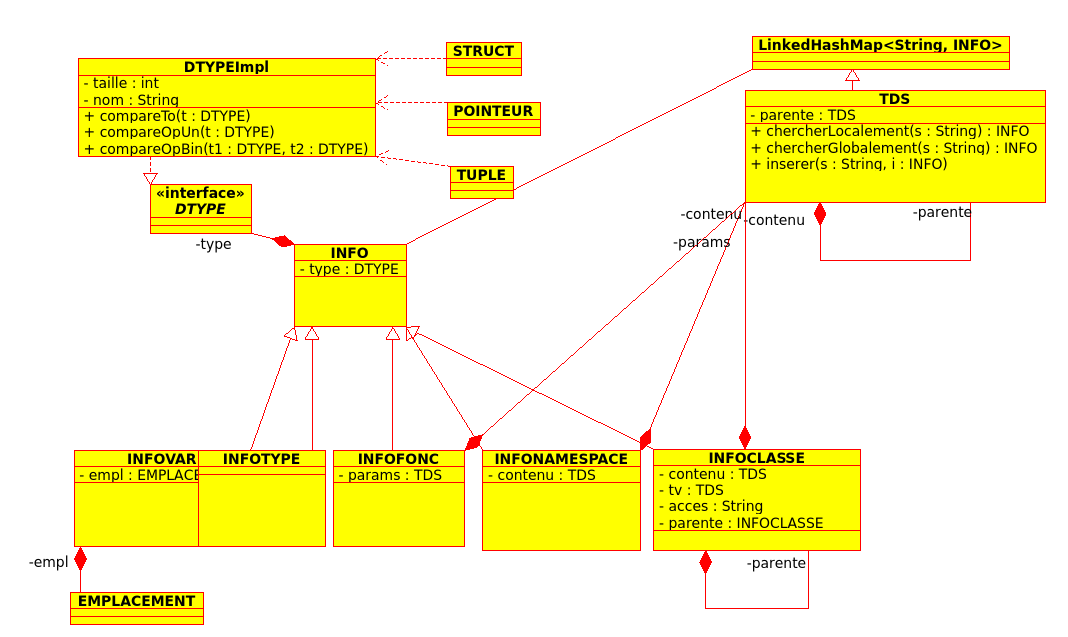 STRUCT
LinkedHashMap<String, INFO>
DTYPEImpl
- taille : int
- nom : String
+ compareTo(t : DTYPE)
+ compareOpUn(t : DTYPE)
+ compareOpBin(t1 : DTYPE, t2 : DTYPE)
POINTEUR
TDS
- parente : TDS
+ chercherLocalement(s : String) : INFO
+ chercherGlobalement(s : String) : INFO
+ inserer(s : String, i : INFO)
TUPLE
«interface»
DTYPE
-type
-contenu
-contenu
-parente
-params
INFO
- type : DTYPE
INFOVAR
- empl : EMPLACE
INFOTYPE
INFOFONC
- params : TDS
INFONAMESPACE
- contenu : TDS
INFOCLASSE
- contenu : TDS
- tv : TDS
- acces : String
- parente : INFOCLASSE
-empl
-parente
EMPLACEMENT